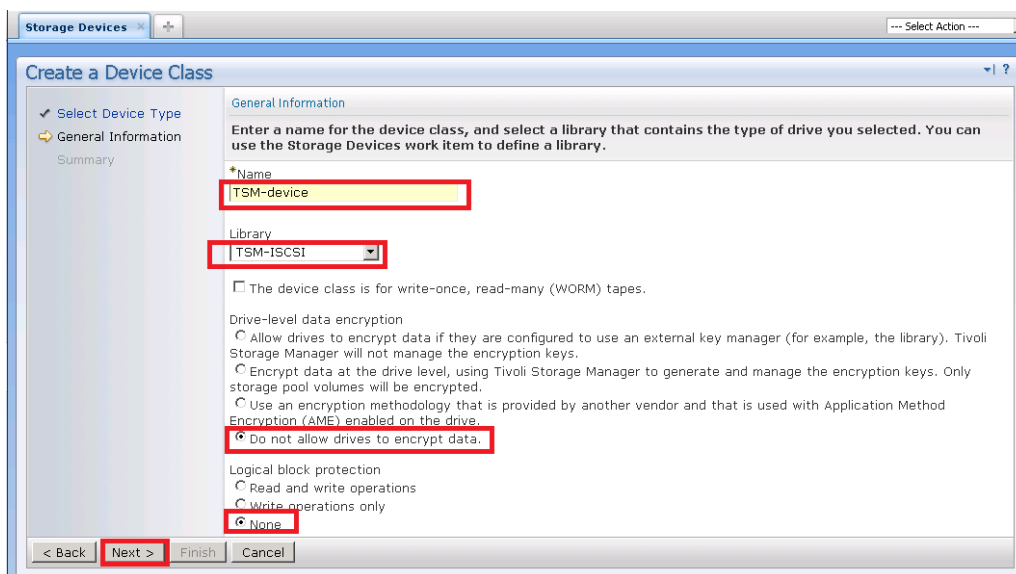 Storage Devices
--- Select Action ---
Create a Device Class
?
Select Device Type
General Information
Summary
General Information
Enter a name for the device class, and select a library that contains the type of drive you selected. You can
use the Storage Devices work item to define a library.
*Name
TSM-device
Library
TSM-ISCSI
The device class is for write-once, read-many (WORM) tapes.
Drive-level data encryption
Allow drives to encrypt data if they are configured to use an external key manager (for example, the library). Tivoli
Storage Manager will not manage the encryption keys.
Encrypt data at the drive level, using Tivoli Storage Manager to generate and manage the encryption keys. Only
storage pool volumes will be encrypted.
Use an encryption methodology that is provided by another vendor and that is used with Application Method
Encryption (AME) enabled on the drive.
Do not allow drives to encrypt data.
Logical block protection
Read and write operations
Write operations only
None
< Back Next > Finish Cancel